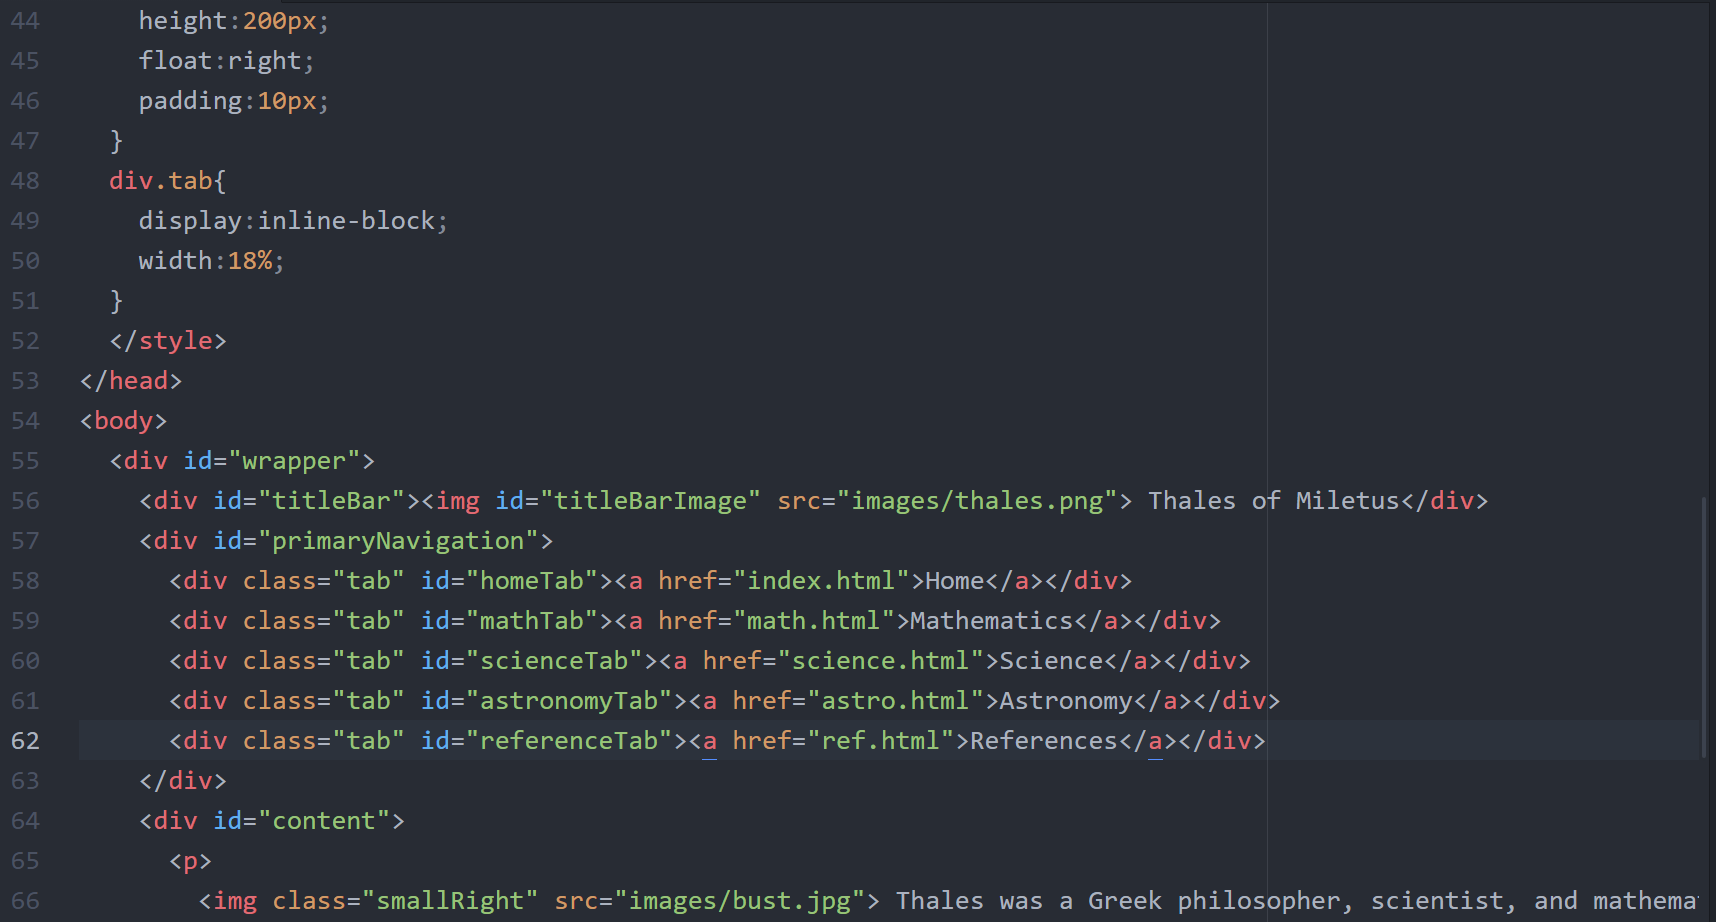 44 height:200px;
45 float:right;
46 padding:10px;
47 }
48 div.tab{
49 display:inline-block;
50 width:18%;
51 }
52 </style>
53 </head>
54 <body>
55 <div id="wrapper">
56 <div id="titleBar"><img id="titleBarImage" src="images/thales.png"> Thales of Miletus</div>
57 <div id="primaryNavigation">
58 <div class="tab" id="homeTab"><a href="index.html">Home</a></div>
59 <div class="tab" id="mathTab"><a href="math.html">Mathematics</a></div>
60 <div class="tab" id="scienceTab"><a href="science.html">Science</a></div>
61 <div class="tab" id="astronomyTab"><a href="astro.html">Astronomy</a></div>
62 <div class="tab" id="referenceTab"><a href="ref.html">References</a></div>
63 </div>
64 <div id="content">
65 <p>
66 <img class="smallRight" src="images/bust.jpg"> Thales was a Greek philosopher, scientist, and mathema